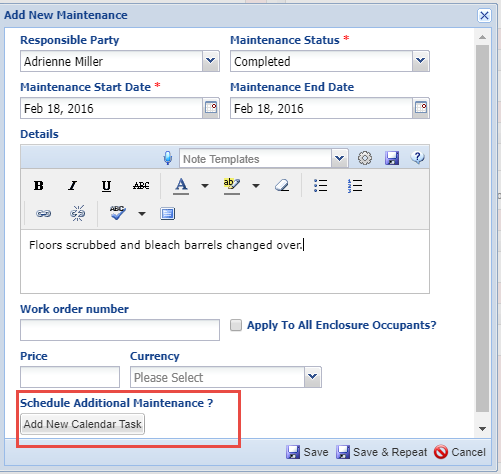 Add New Maintenance
Responsible Party Maintenance Status *
Adrienne Miller Completed
Maintenance Start Date * Maintenance End Date
Feb 18, 2016 Feb 18, 2016
Details
Note Templates
B I U ABC A ab
ABC
Floors scrubbed and bleach barrels changed over.
Work order number
Apply To All Enclosure Occupants?
Price Currency
Please Select
Schedule Additional Maintenance ?
Add New Calendar Task
Save Save & Repeat Cancel